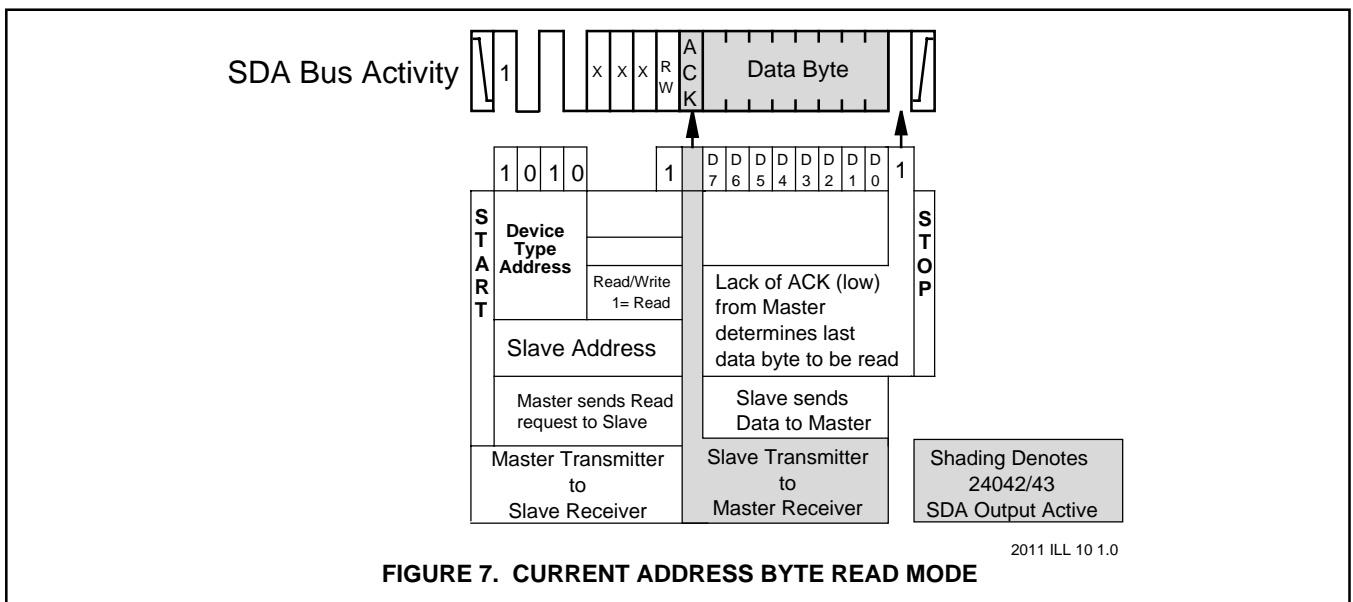 SDA Bus Activity
1
X X X
R
W
A
C
K
Data Byte
1 0 1 0
1
D D D D D D D D
7 6 5 4 3 2 1 0
1
S
T
A
R
T
Device
Type
Address
Read/Write
1= Read
Slave Address
Master sends Read
request to Slave
Master Transmitter
to
Slave Receiver
Lack of ACK (low)
from Master
determines last
data byte to be read
Slave sends
Data to Master
Slave Transmitter
to
Master Receiver
S
T
O
P
Shading Denotes
24042/43
SDA Output Active
2011 ILL 10 1.0
FIGURE 7. CURRENT ADDRESS BYTE READ MODE